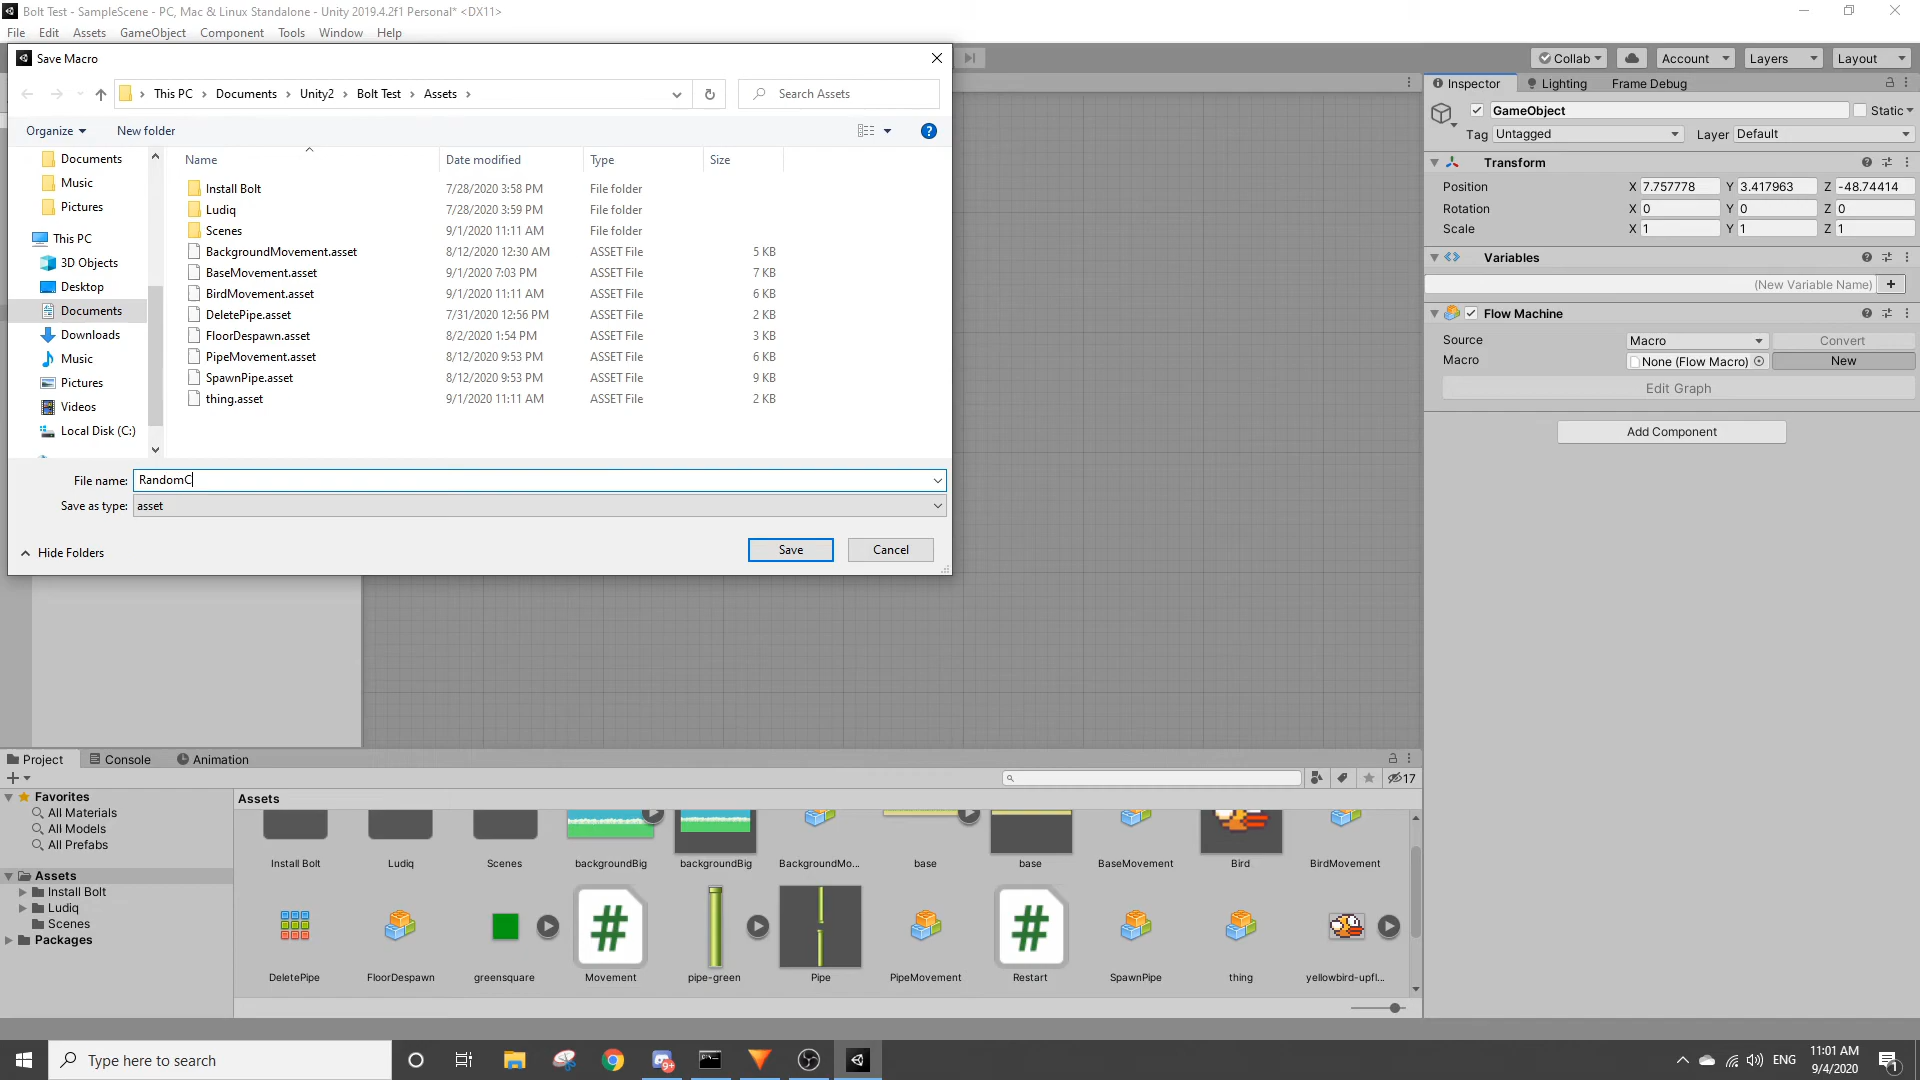 Bolt Test - SampleScene - PC, Mac & Linux Standalone - Unity 2019.4.2f1 Personal* <DX11>
File Edit Assets GameObject Component Tools Window Help
Save Macro
Collab Account Layers Layout
This PC Documents Unity2 Bolt Test Assets
Search Assets
Inspector Lighting Frame Debug
GameObject Static
Tag Untagged Layer Default
Organize New folder
Name Date modified Type Size
Transform
Position X 7.757778 Y 3.417963 Z -48.74414
Rotation X 0 Y 0 Z 0
Scale X 1 Y 1 Z 1
Variables
(New Variable Name)
Flow Machine
Source Macro Convert
Macro None (Flow Macro) New
Edit Graph
Add Component
Documents
Music
Pictures
This PC
3D Objects
Desktop
Documents
Downloads
Music
Pictures
Videos
Local Disk (C:)
Install Bolt 7/28/2020 3:58 PM File folder
Ludiq 7/28/2020 3:59 PM File folder
Scenes 9/1/2020 11:11 AM File folder
BackgroundMovement.asset 8/12/2020 12:30 AM ASSET File 5 KB
BaseMovement.asset 9/1/2020 7:03 PM ASSET File 7 KB
BirdMovement.asset 9/1/2020 11:11 AM ASSET File 6 KB
DeletePipe.asset 7/31/2020 12:56 PM ASSET File 2 KB
FloorDespawn.asset 8/2/2020 1:54 PM ASSET File 3 KB
PipeMovement.asset 8/12/2020 9:53 PM ASSET File 6 KB
SpawnPipe.asset 8/12/2020 9:53 PM ASSET File 9 KB
thing.asset 9/1/2020 11:11 AM ASSET File 2 KB
File name: RandomC
Save as type: asset
Hide Folders Save Cancel
Project Console Animation
17
Favorites
All Materials
All Models
All Prefabs
Assets
Install Bolt
Ludiq
Scenes
Packages
Assets
Install Bolt Ludiq Scenes backgroundBig backgroundBig BackgroundMo... base base BaseMovement Bird BirdMovement
DeletePipe FloorDespawn greensquare Movement pipe-green Pipe PipeMovement Restart SpawnPipe thing yellowbird-upfl...
Type here to search
ENG
11:01 AM
9/4/2020
1